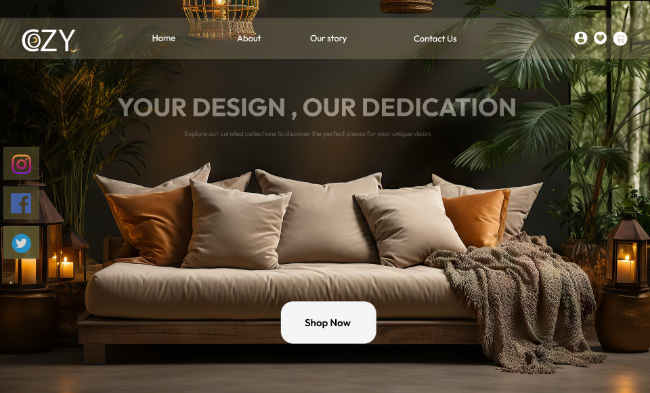 COZY
Home
About
Our story
Contact Us
YOUR DESIGN , OUR DEDICATION
Explore our curated collections to discover the perfect pieces for your unique vision.
Shop Now